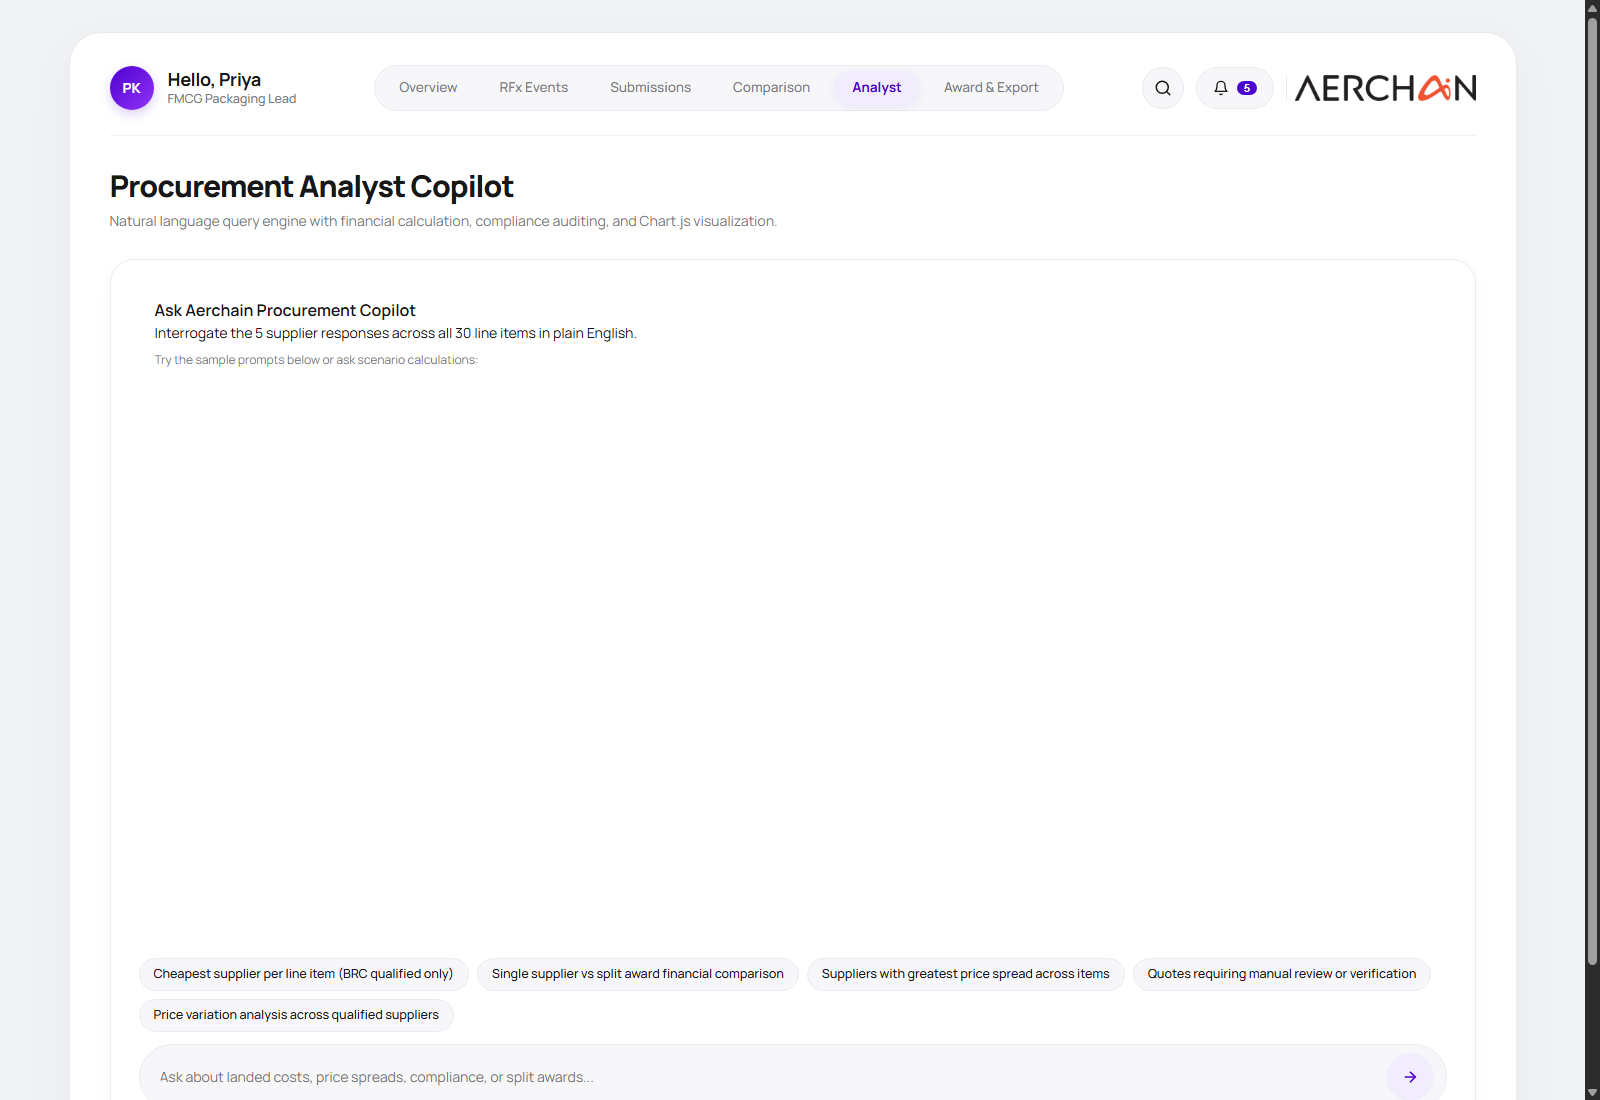 PK
Hello, Priya
FMCG Packaging Lead
Overview
RFx Events
Submissions
Comparison
Analyst
Award & Export
5
AERCHAIN
Procurement Analyst Copilot
Natural language query engine with financial calculation, compliance auditing, and Chart.js visualization.
Ask Aerchain Procurement Copilot
Interrogate the 5 supplier responses across all 30 line items in plain English.
Try the sample prompts below or ask scenario calculations:
Cheapest supplier per line item (BRC qualified only)
Single supplier vs split award financial comparison
Suppliers with greatest price spread across items
Quotes requiring manual review or verification
Price variation analysis across qualified suppliers
Ask about landed costs, price spreads, compliance, or split awards...